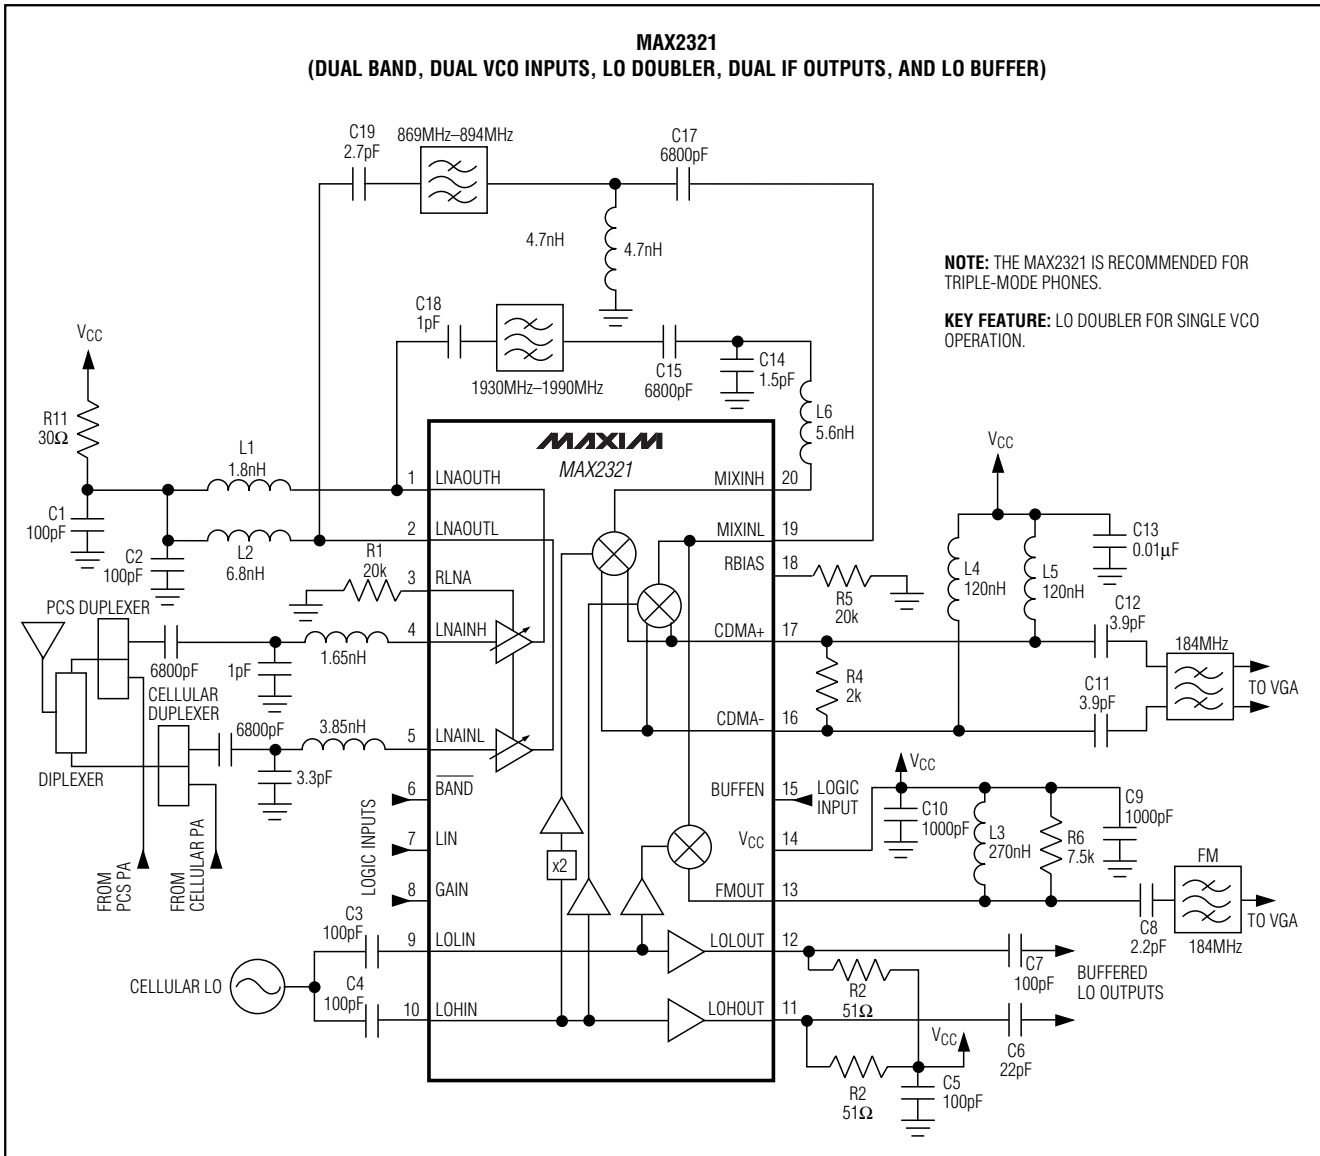 MAX2321
(DUAL BAND, DUAL VCO INPUTS, LO DOUBLER, DUAL IF OUTPUTS, AND LO BUFFER)
C19
2.7pF
869MHz–894MHz
C17
6800pF
4.7nH
4.7nH
NOTE: THE MAX2321 IS RECOMMENDED FOR
TRIPLE-MODE PHONES.
KEY FEATURE: LO DOUBLER FOR SINGLE VCO
OPERATION.
C18
1pF
1930MHz–1990MHz
C15
6800pF
C14
1.5pF
L6
5.6nH
VCC
R11
30Ω
C1
100pF
C2
100pF
L1
1.8nH
L2
6.8nH
R1
20k
MAXIM
MAX2321
1
LNAOUTH
2
LNAOUTL
3
RLNA
4
LNAINH
5
LNAINL
6
BAND
7
LIN
8
GAIN
9
LOLIN
10
LOHIN
LOGIC INPUTS
x2
MIXINH
20
MIXINL
19
RBIAS
18
CDMA+
17
CDMA-
16
BUFFEN
15
VCC
14
FMOUT
13
LOLOUT
12
LOHOUT
11
PCS DUPLEXER
6800pF
1pF
1.65nH
CELLULAR
DUPLEXER
6800pF
3.85nH
3.3pF
DIPLEXER
FROM
PCS PA
FROM
CELLULAR PA
CELLULAR LO
C3
100pF
C4
100pF
R5
20k
VCC
L4
120nH
L5
120nH
C13
0.01µF
C12
3.9pF
R4
2k
C11
3.9pF
184MHz
TO VGA
LOGIC
INPUT
VCC
C10
1000pF
L3
270nH
R6
7.5k
C9
1000pF
FM
C8
2.2pF
184MHz
TO VGA
R2
51Ω
C7
100pF
BUFFERED
LO OUTPUTS
VCC
R2
51Ω
C5
100pF
C6
22pF